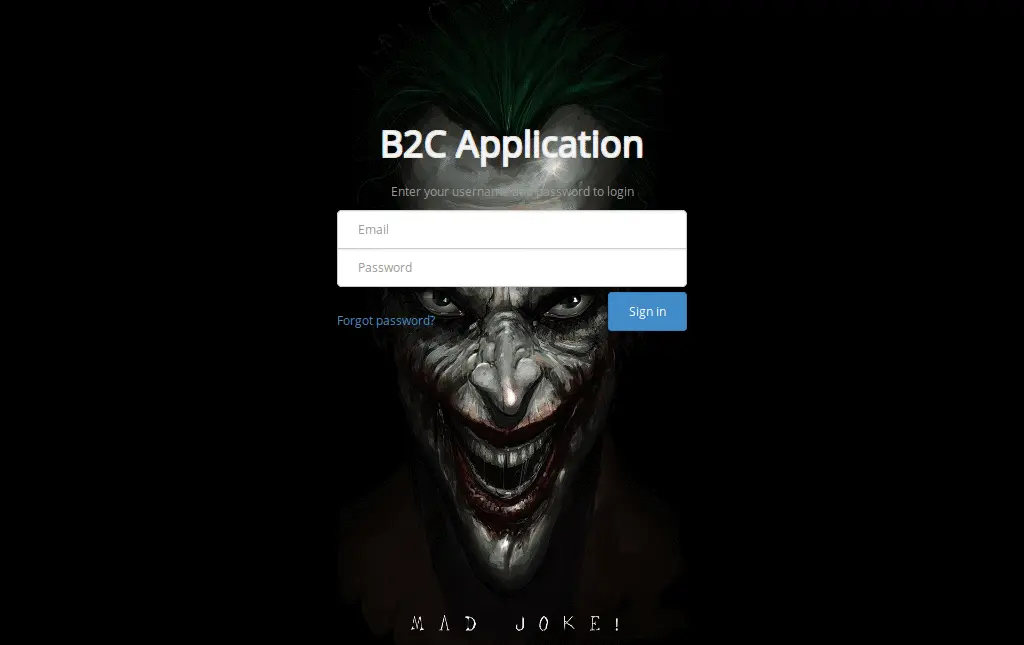 B2C Application
Enter your username and password to login
Email
Password
Forgot password?
Sign in
MAD JOKE!